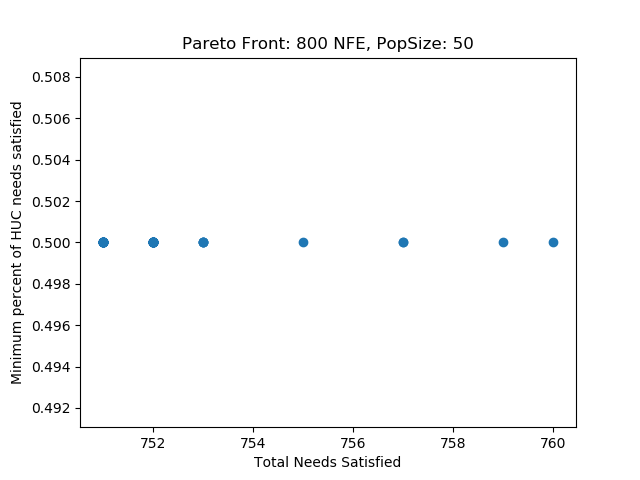 Pareto Front: 800 NFE, PopSize: 50
0.508
0.506
0.504
0.502
0.500
0.498
0.496
0.494
0.492
Minimum percent of HUC needs satisfied
752 754 756 758 760
Total Needs Satisfied